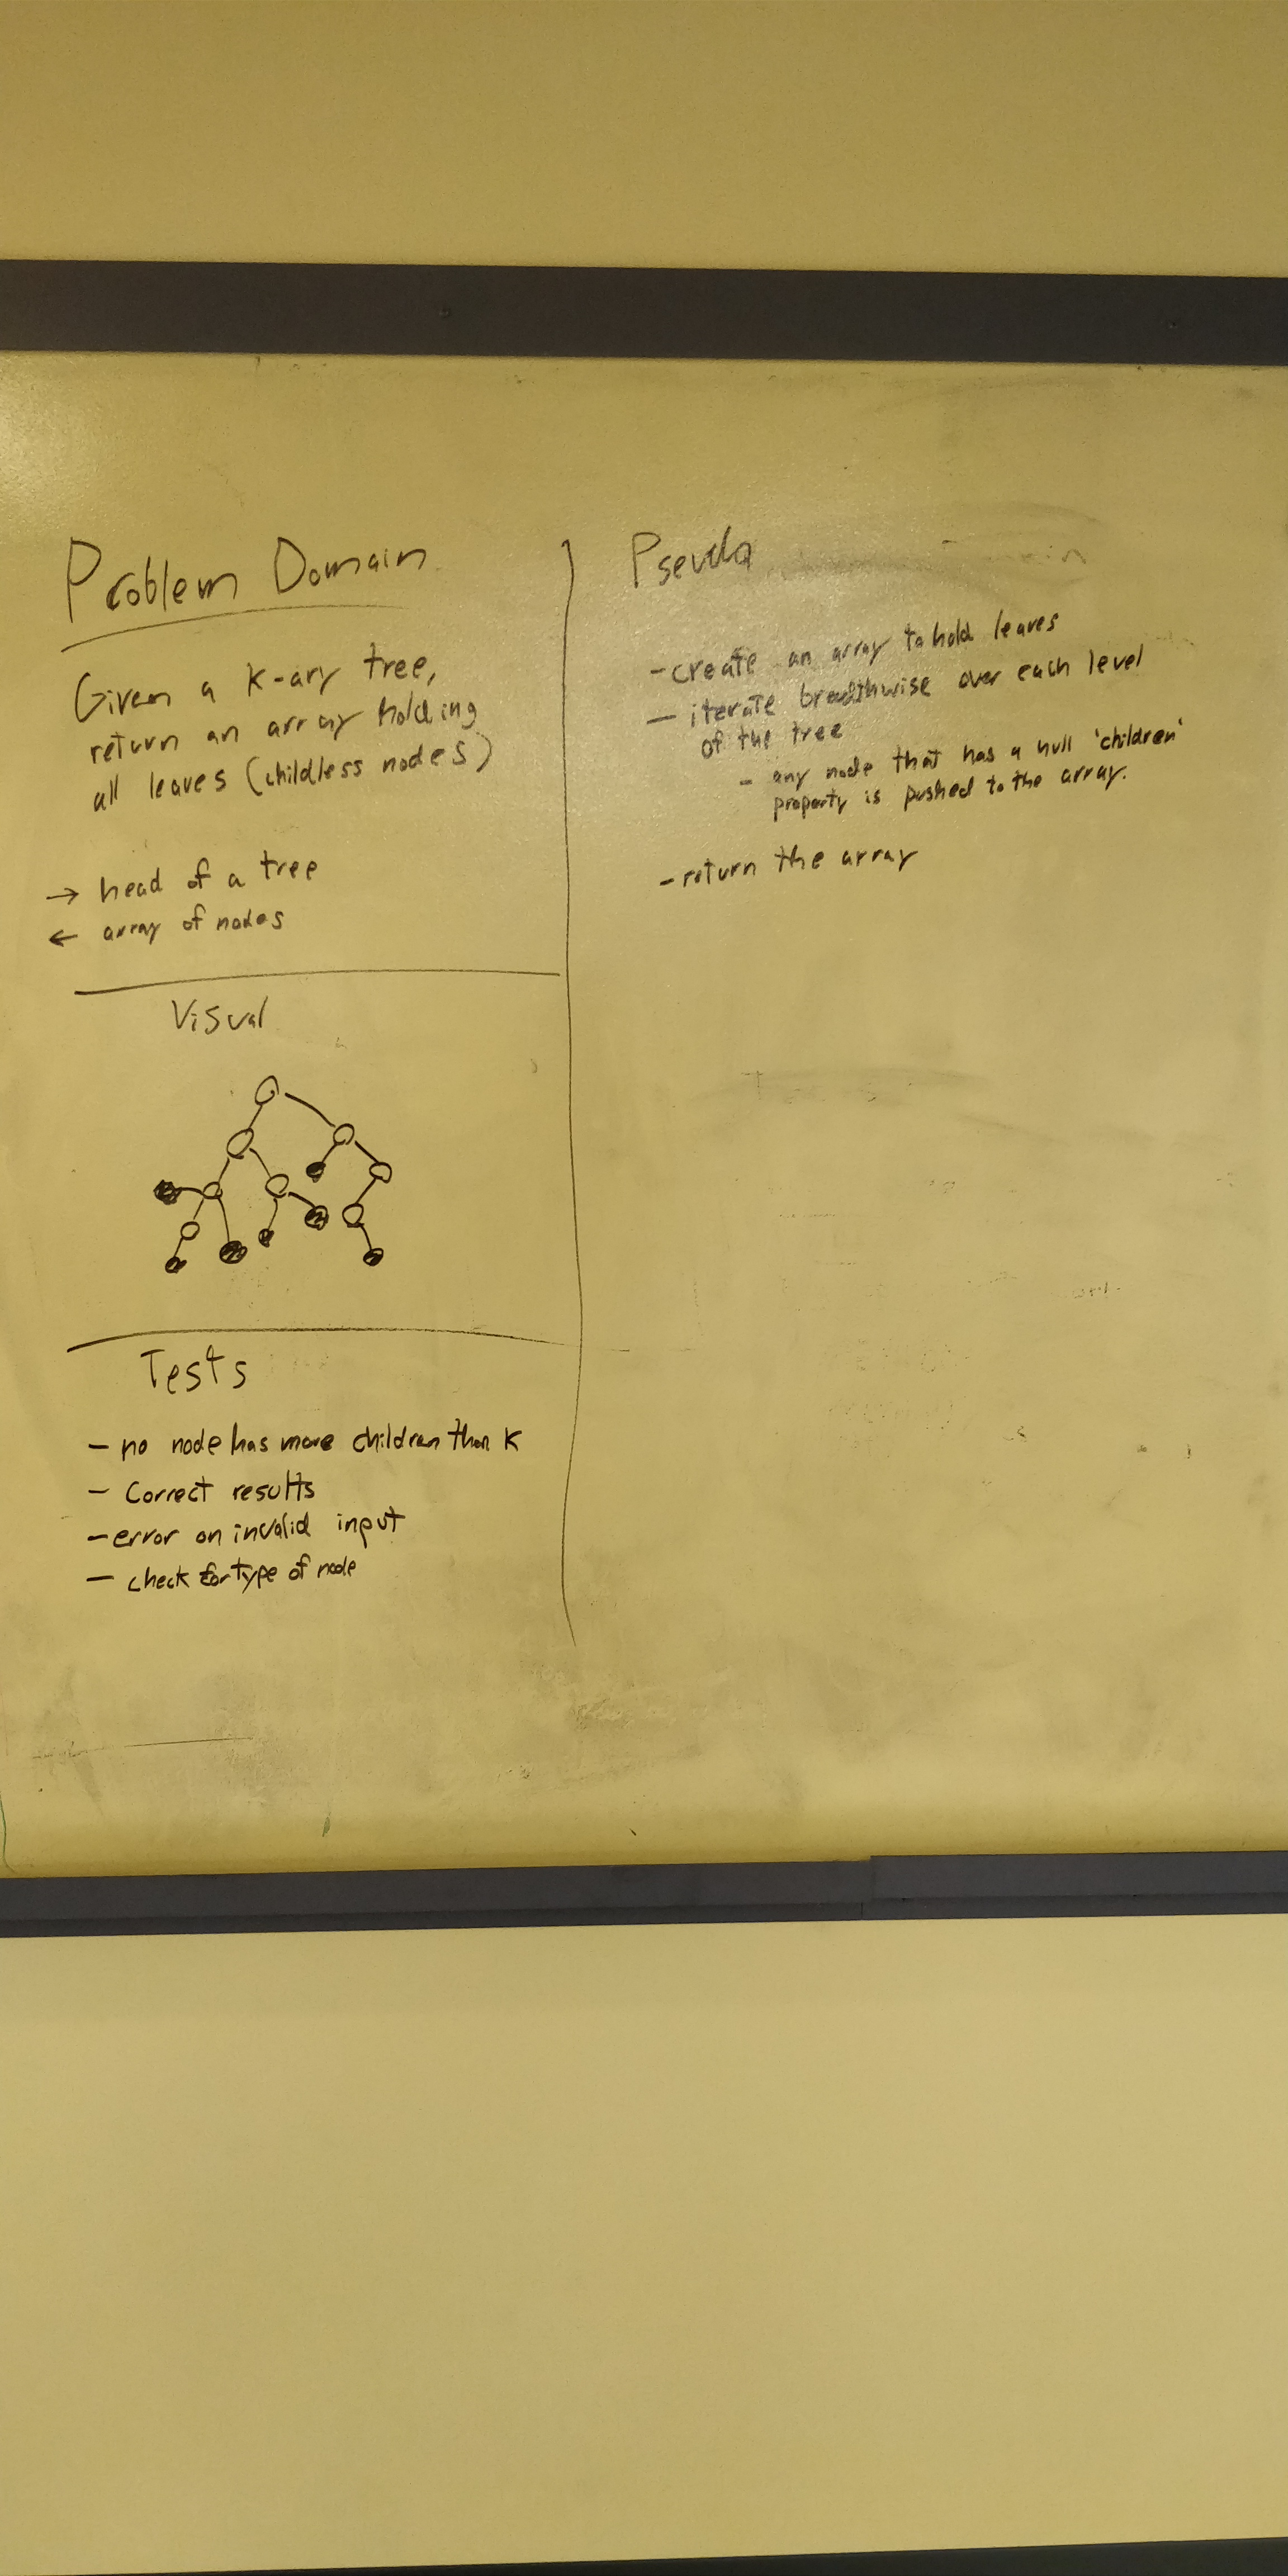 Problem Domain
Given a K-ary tree,
return an array holding
all leaves (childless nodes)
→ head of a tree
← array of nodes
Visual
Tests
- no node has more children than K
- Correct results
- error on invalid input
- check for type of node
Pseudo
- create an array to hold leaves
- iterate breadthwise over each level
of the tree
- any node that has a null 'children'
property is pushed to the array.
- return the array